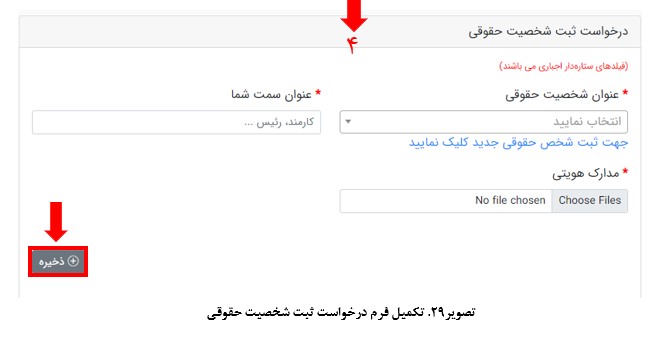 درخواست ثبت شخصیت حقوقی
۴
(فیلدهای ستاره‌دار اجباری می باشند)
* عنوان شخصیت حقوقی
* عنوان سمت شما
انتخاب نمایید
کارمند، رئیس ...
جهت ثبت شخص حقوقی جدید کلیک نمایید
* مدارک هویتی
Choose Files No file chosen
ذخیره
تصویر۲۹. تکمیل فرم درخواست ثبت شخصیت حقوقی